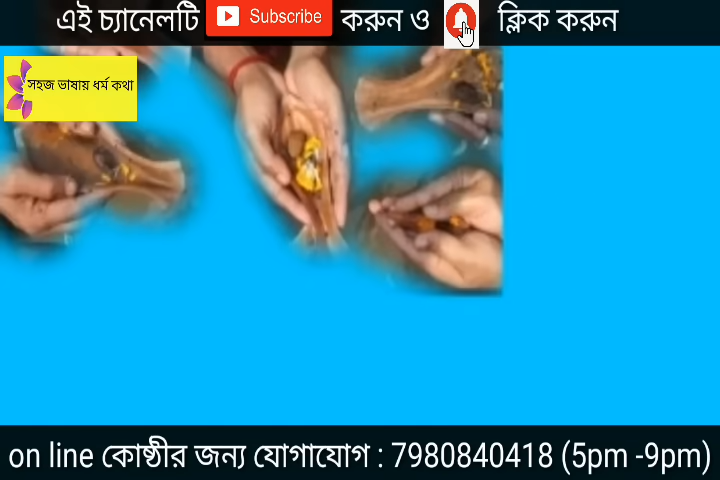 এই চ্যানেলটি Subscribe করুন ও ক্লিক করুন
সহজ ভাষায় ধর্ম কথা
on line কোষ্ঠীর জন্য যোগাযোগ : 7980840418 (5pm -9pm)